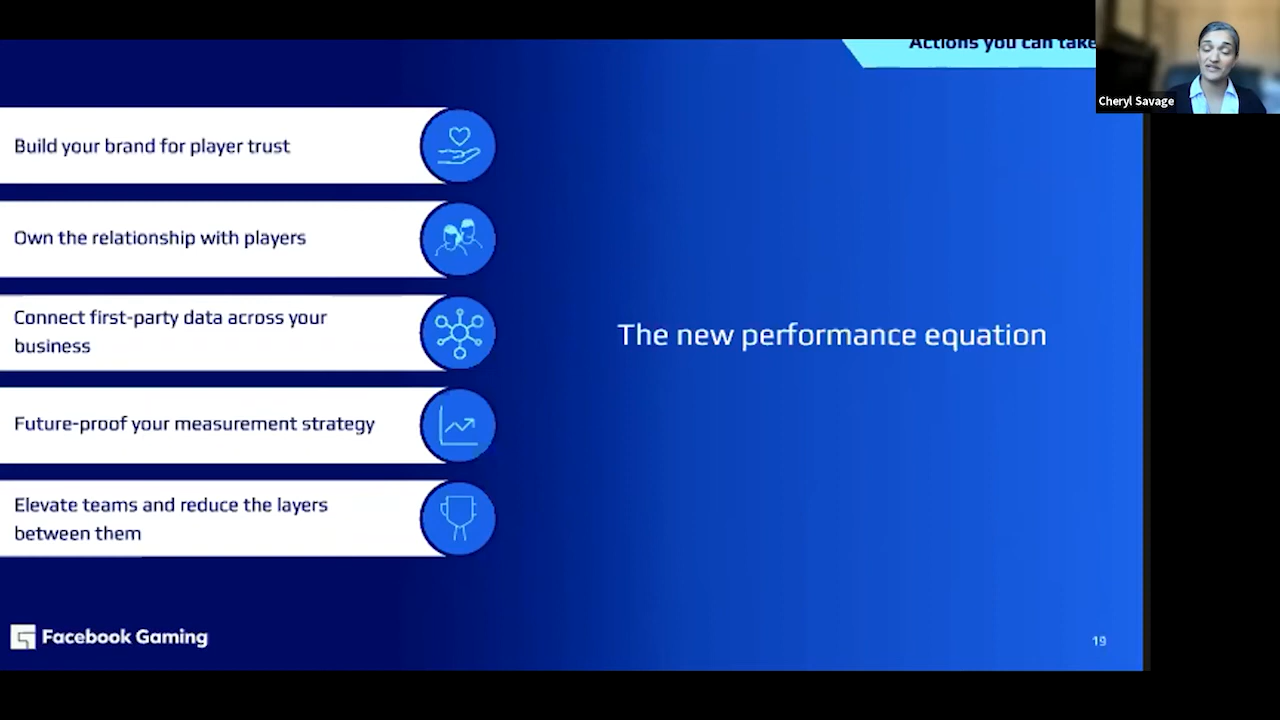 Actions you can take
Cheryl Savage
Build your brand for player trust
Own the relationship with players
Connect first-party data across your
business
The new performance equation
Future-proof your measurement strategy
Elevate teams and reduce the layers
between them
Facebook Gaming
19